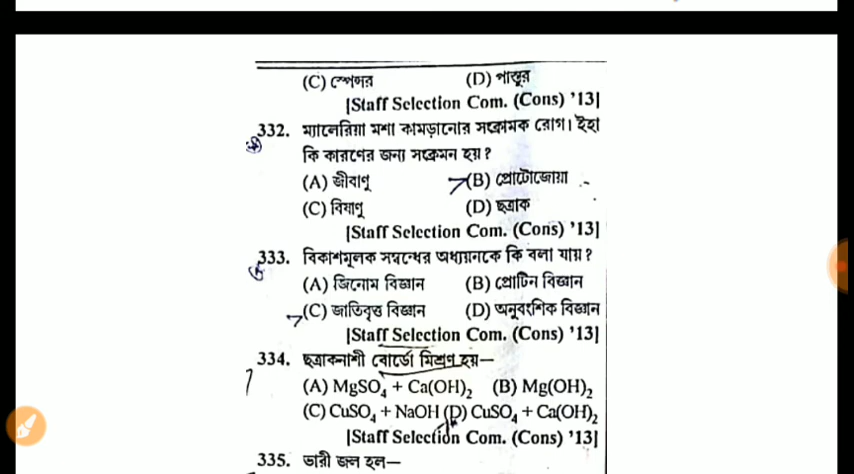 (C) স্পেনসর (D) পাস্তুর
[Staff Selection Com. (Cons) '13]
332. ম্যালেরিয়া মশা কামড়ানোর সংক্রামক রোগ। ইহা
কি কারণের জন্য সংক্রমন হয়?
(A) জীবাণু (B) প্রোটোজোয়া
(C) বিষাণু (D) ছত্রাক
[Staff Selection Com. (Cons) '13]
333. বিকাশমূলক সম্বন্ধের অধ্যয়নকে কি বলা যায়?
(A) জিনোম বিজ্ঞান (B) প্রোটিন বিজ্ঞান
(C) জাতিবৃত্ত বিজ্ঞান (D) অনুবংশিক বিজ্ঞান
[Staff Selection Com. (Cons) '13]
334. ছত্রাকনাশী বোর্ডো মিশ্রণ হয়—
(A) MgSO₄ + Ca(OH)₂ (B) Mg(OH)₂
(C) CuSO₄ + NaOH (D) CuSO₄ + Ca(OH)₂
[Staff Selection Com. (Cons) '13]
335. ভারী জল হল—